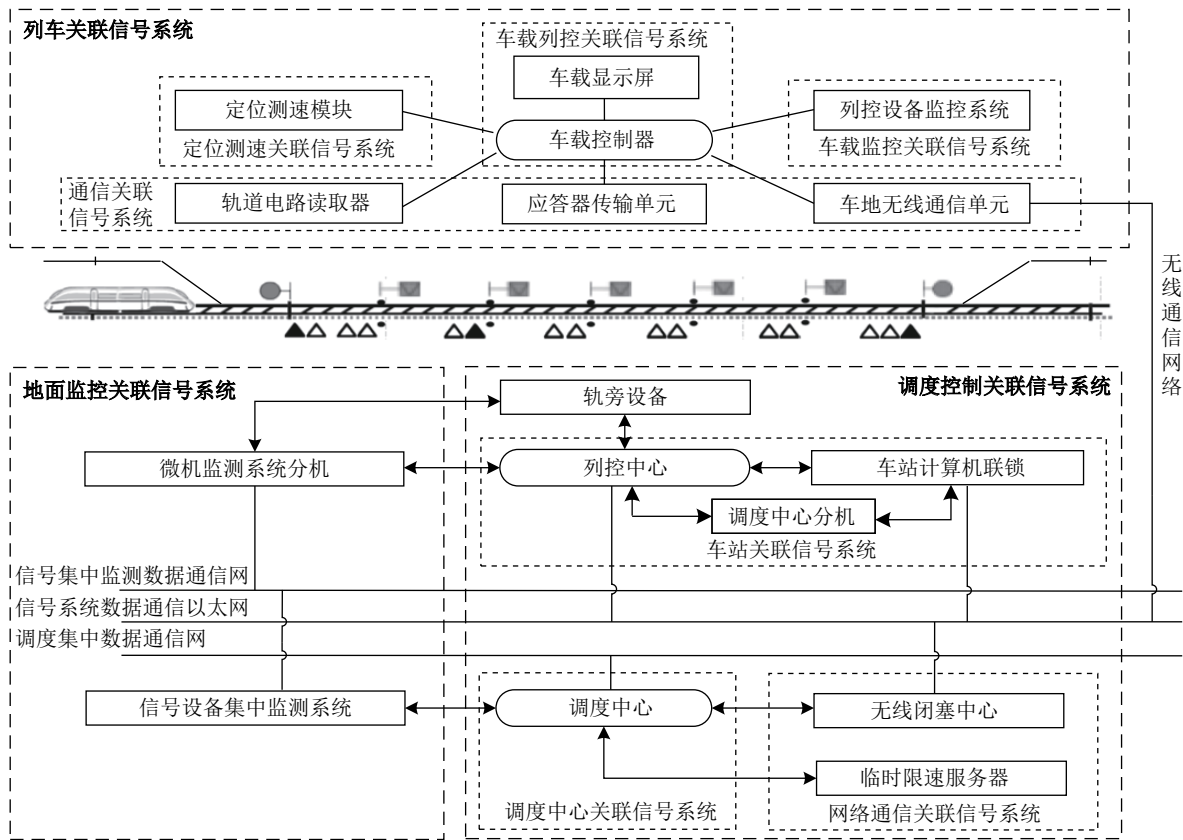 列车关联信号系统
车载列控关联信号系统
车载显示屏
定位测速模块
定位测速关联信号系统
车载控制器
列控设备监控系统
车载监控关联信号系统
通信关联
信号系统
轨道电路读取器
应答器传输单元
车地无线通信单元
无线通信网络
地面监控关联信号系统
调度控制关联信号系统
轨旁设备
微机监测系统分机
列控中心
车站计算机联锁
调度中心分机
车站关联信号系统
信号集中监测数据通信网
信号系统数据通信以太网
调度集中数据通信网
信号设备集中监测系统
调度中心
无线闭塞中心
临时限速服务器
调度中心关联信号系统
网络通信关联信号系统